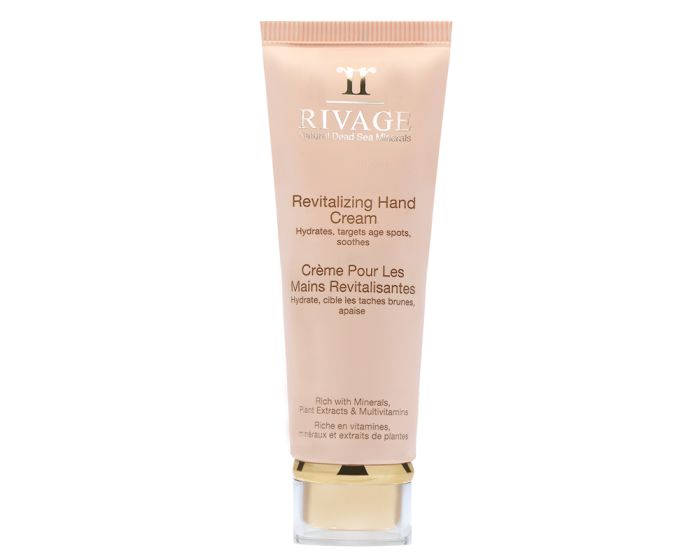 RIVAGE
Natural Dead Sea Minerals
Revitalizing Hand
Cream
Hydrates, targets age spots,
soothes
Crème Pour Les
Mains Revitalisantes
Hydrate, cible les taches brunes,
apaise
Rich with Minerals,
Plant Extracts & Multivitamins
Riche en vitamines,
minéraux et extraits de plantes